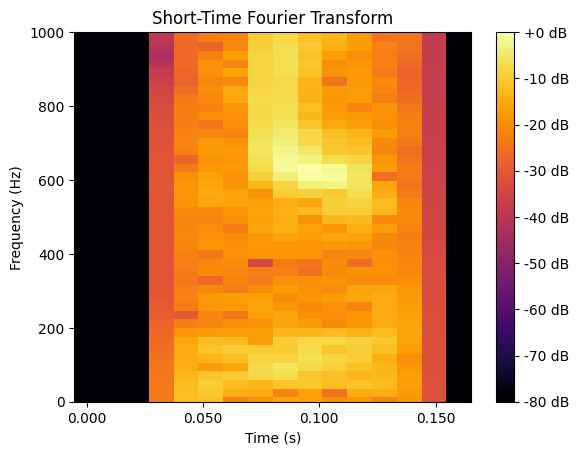 Short-Time Fourier Transform
1000
800
600
400
200
0
Frequency (Hz)
0.000
0.050
0.100
0.150
Time (s)
+0 dB
-10 dB
-20 dB
-30 dB
-40 dB
-50 dB
-60 dB
-70 dB
-80 dB